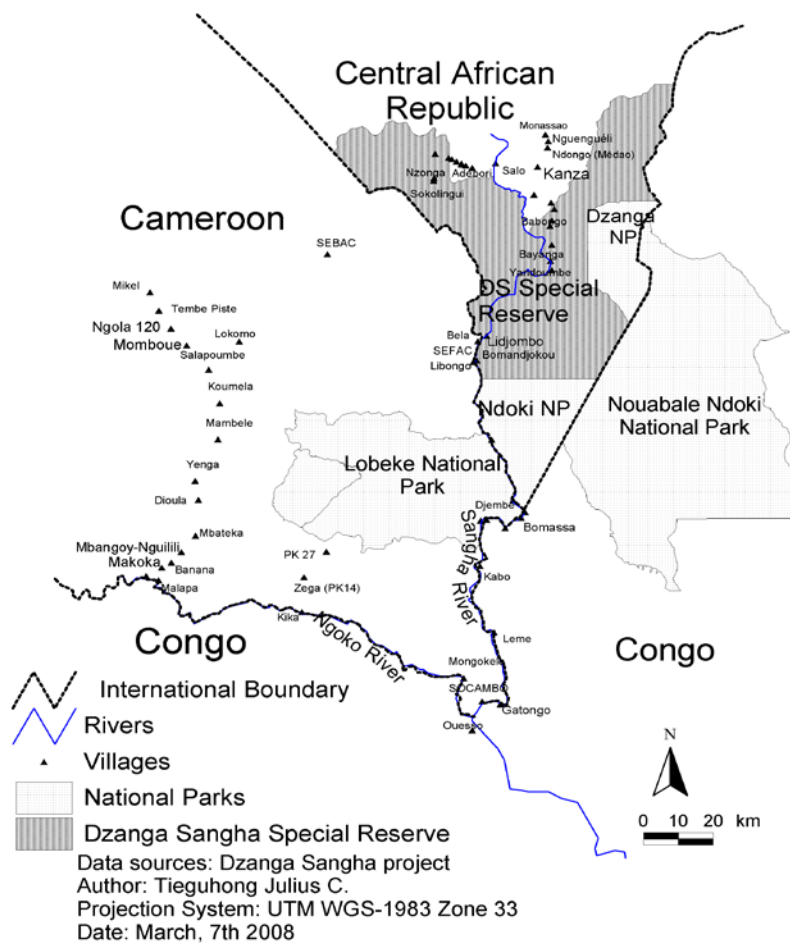 Central African
Republic
Monassao
Nguenguéli
Ndongo (Médao)
Nzonga
Adebori
Salo
Kanza
Sokolingui
Cameroon
Babongo
Dzanga
NP
SEBAC
Bayanga
Yandoumbe
Mikel
DS Special
Reserve
Tembe Piste
Ngola 120
Lokomo
Bela
Lidjombo
Momboue
SEFAC
Bomandjokou
Salapoumbe
Libongo
Koumela
Ndoki NP
Nouabale Ndoki
National Park
Mambele
Lobeke National
Park
Yenga
Dioula
Djembe
Bomassa
Sangha River
Mbateka
Mbangoy-Nguilili
PK 27
Makoka
Banana
Kabo
Malapa
Zega (PK14)
Kika
Ngoko River
Congo
Leme
Congo
Mongokele
SOCAMBO
Gatongo
Ouesso
International Boundary
Rivers
Villages
National Parks
Dzanga Sangha Special Reserve
N
0 10 20 km
Data sources: Dzanga Sangha project
Author: Tieguhong Julius C.
Projection System: UTM WGS-1983 Zone 33
Date: March, 7th 2008